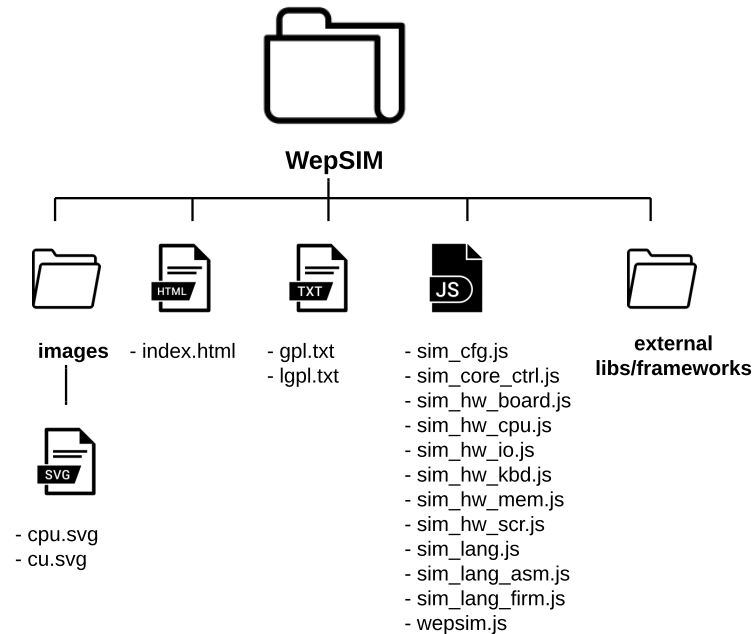 WepSIM
HTML
TXT
JS
images
- index.html
- gpl.txt
- lgpl.txt
- sim_cfg.js
- sim_core_ctrl.js
- sim_hw_board.js
- sim_hw_cpu.js
- sim_hw_io.js
- sim_hw_kbd.js
- sim_hw_mem.js
- sim_hw_scr.js
- sim_lang.js
- sim_lang_asm.js
- sim_lang_firm.js
- wepsim.js
external
libs/frameworks
SVG
- cpu.svg
- cu.svg